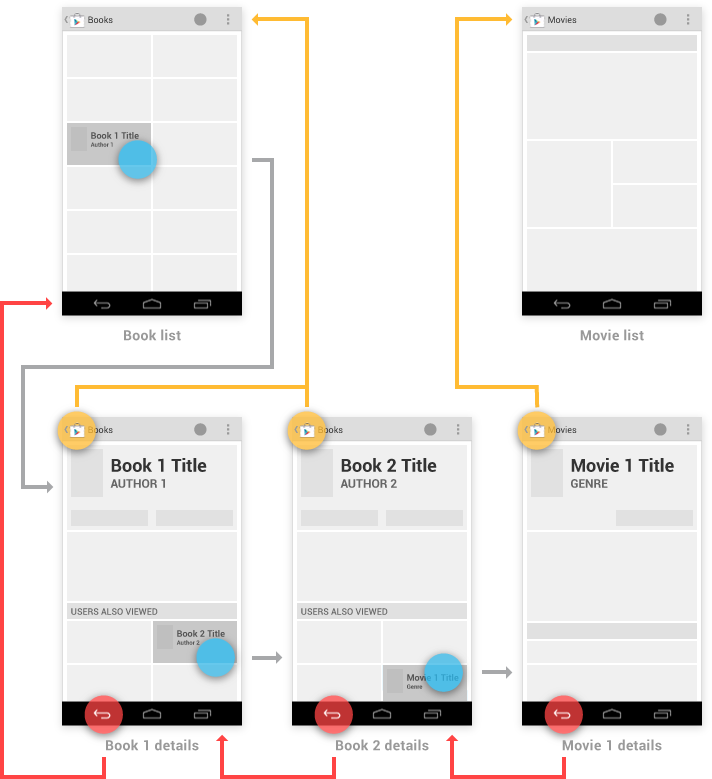 Books
Movies
Book 1 Title
Author 1
Book list
Movie list
Books
Books
Movies
Book 1 Title
AUTHOR 1
Book 2 Title
AUTHOR 2
Movie 1 Title
GENRE
USERS ALSO VIEWED
USERS ALSO VIEWED
Book 2 Title
Author 2
Movie 1 Title
Genre
Book 1 details
Book 2 details
Movie 1 details